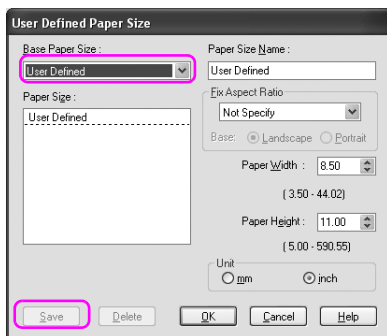 User Defined Paper Size
Base Paper Size :
User Defined
Paper Size :
User Defined
Paper Size Name :
User Defined
Fix Aspect Ratio
Not Specify
Base: Landscape Portrait
Paper Width : 8.50
( 3.50 - 44.02)
Paper Height : 11.00
( 5.00 - 590.55)
Unit
mm inch
Save Delete OK Cancel Help